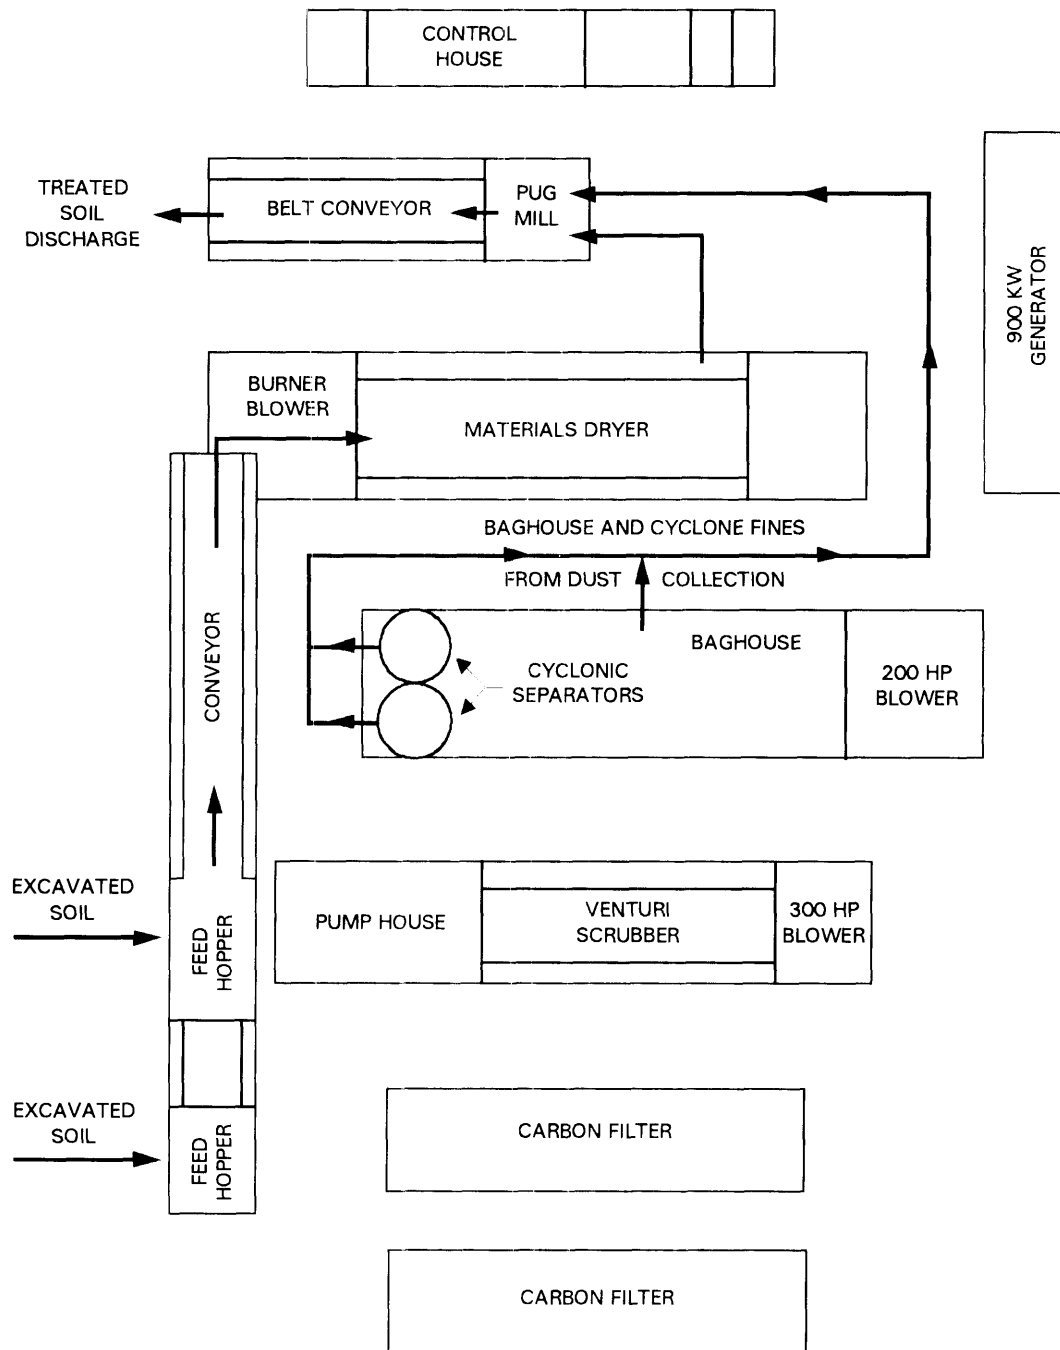 CONTROL
HOUSE
TREATED
SOIL
DISCHARGE
BELT CONVEYOR
PUG
MILL
900 KW
GENERATOR
BURNER
BLOWER
MATERIALS DRYER
BAGHOUSE AND CYCLONE FINES
FROM DUST COLLECTION
CONVEYOR
BAGHOUSE
CYCLONIC
SEPARATORS
200 HP
BLOWER
EXCAVATED
SOIL
FEED
HOPPER
PUMP HOUSE
VENTURI
SCRUBBER
300 HP
BLOWER
EXCAVATED
SOIL
FEED
HOPPER
CARBON FILTER
CARBON FILTER